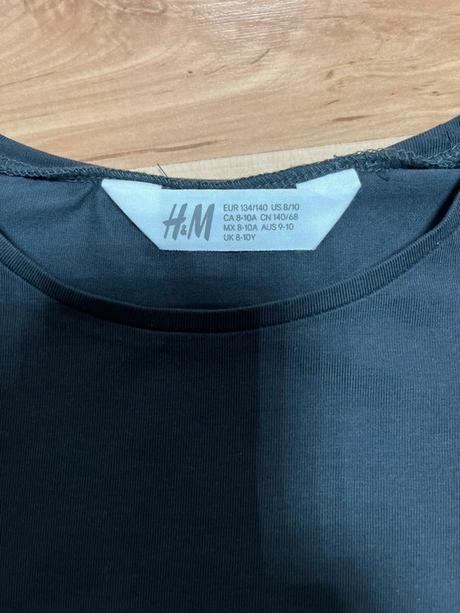 H&M
EUR 134/140 US 8/10
CA 8-10A CN 140/68
MX 8-10A AUS 9-10
UK 8-10Y